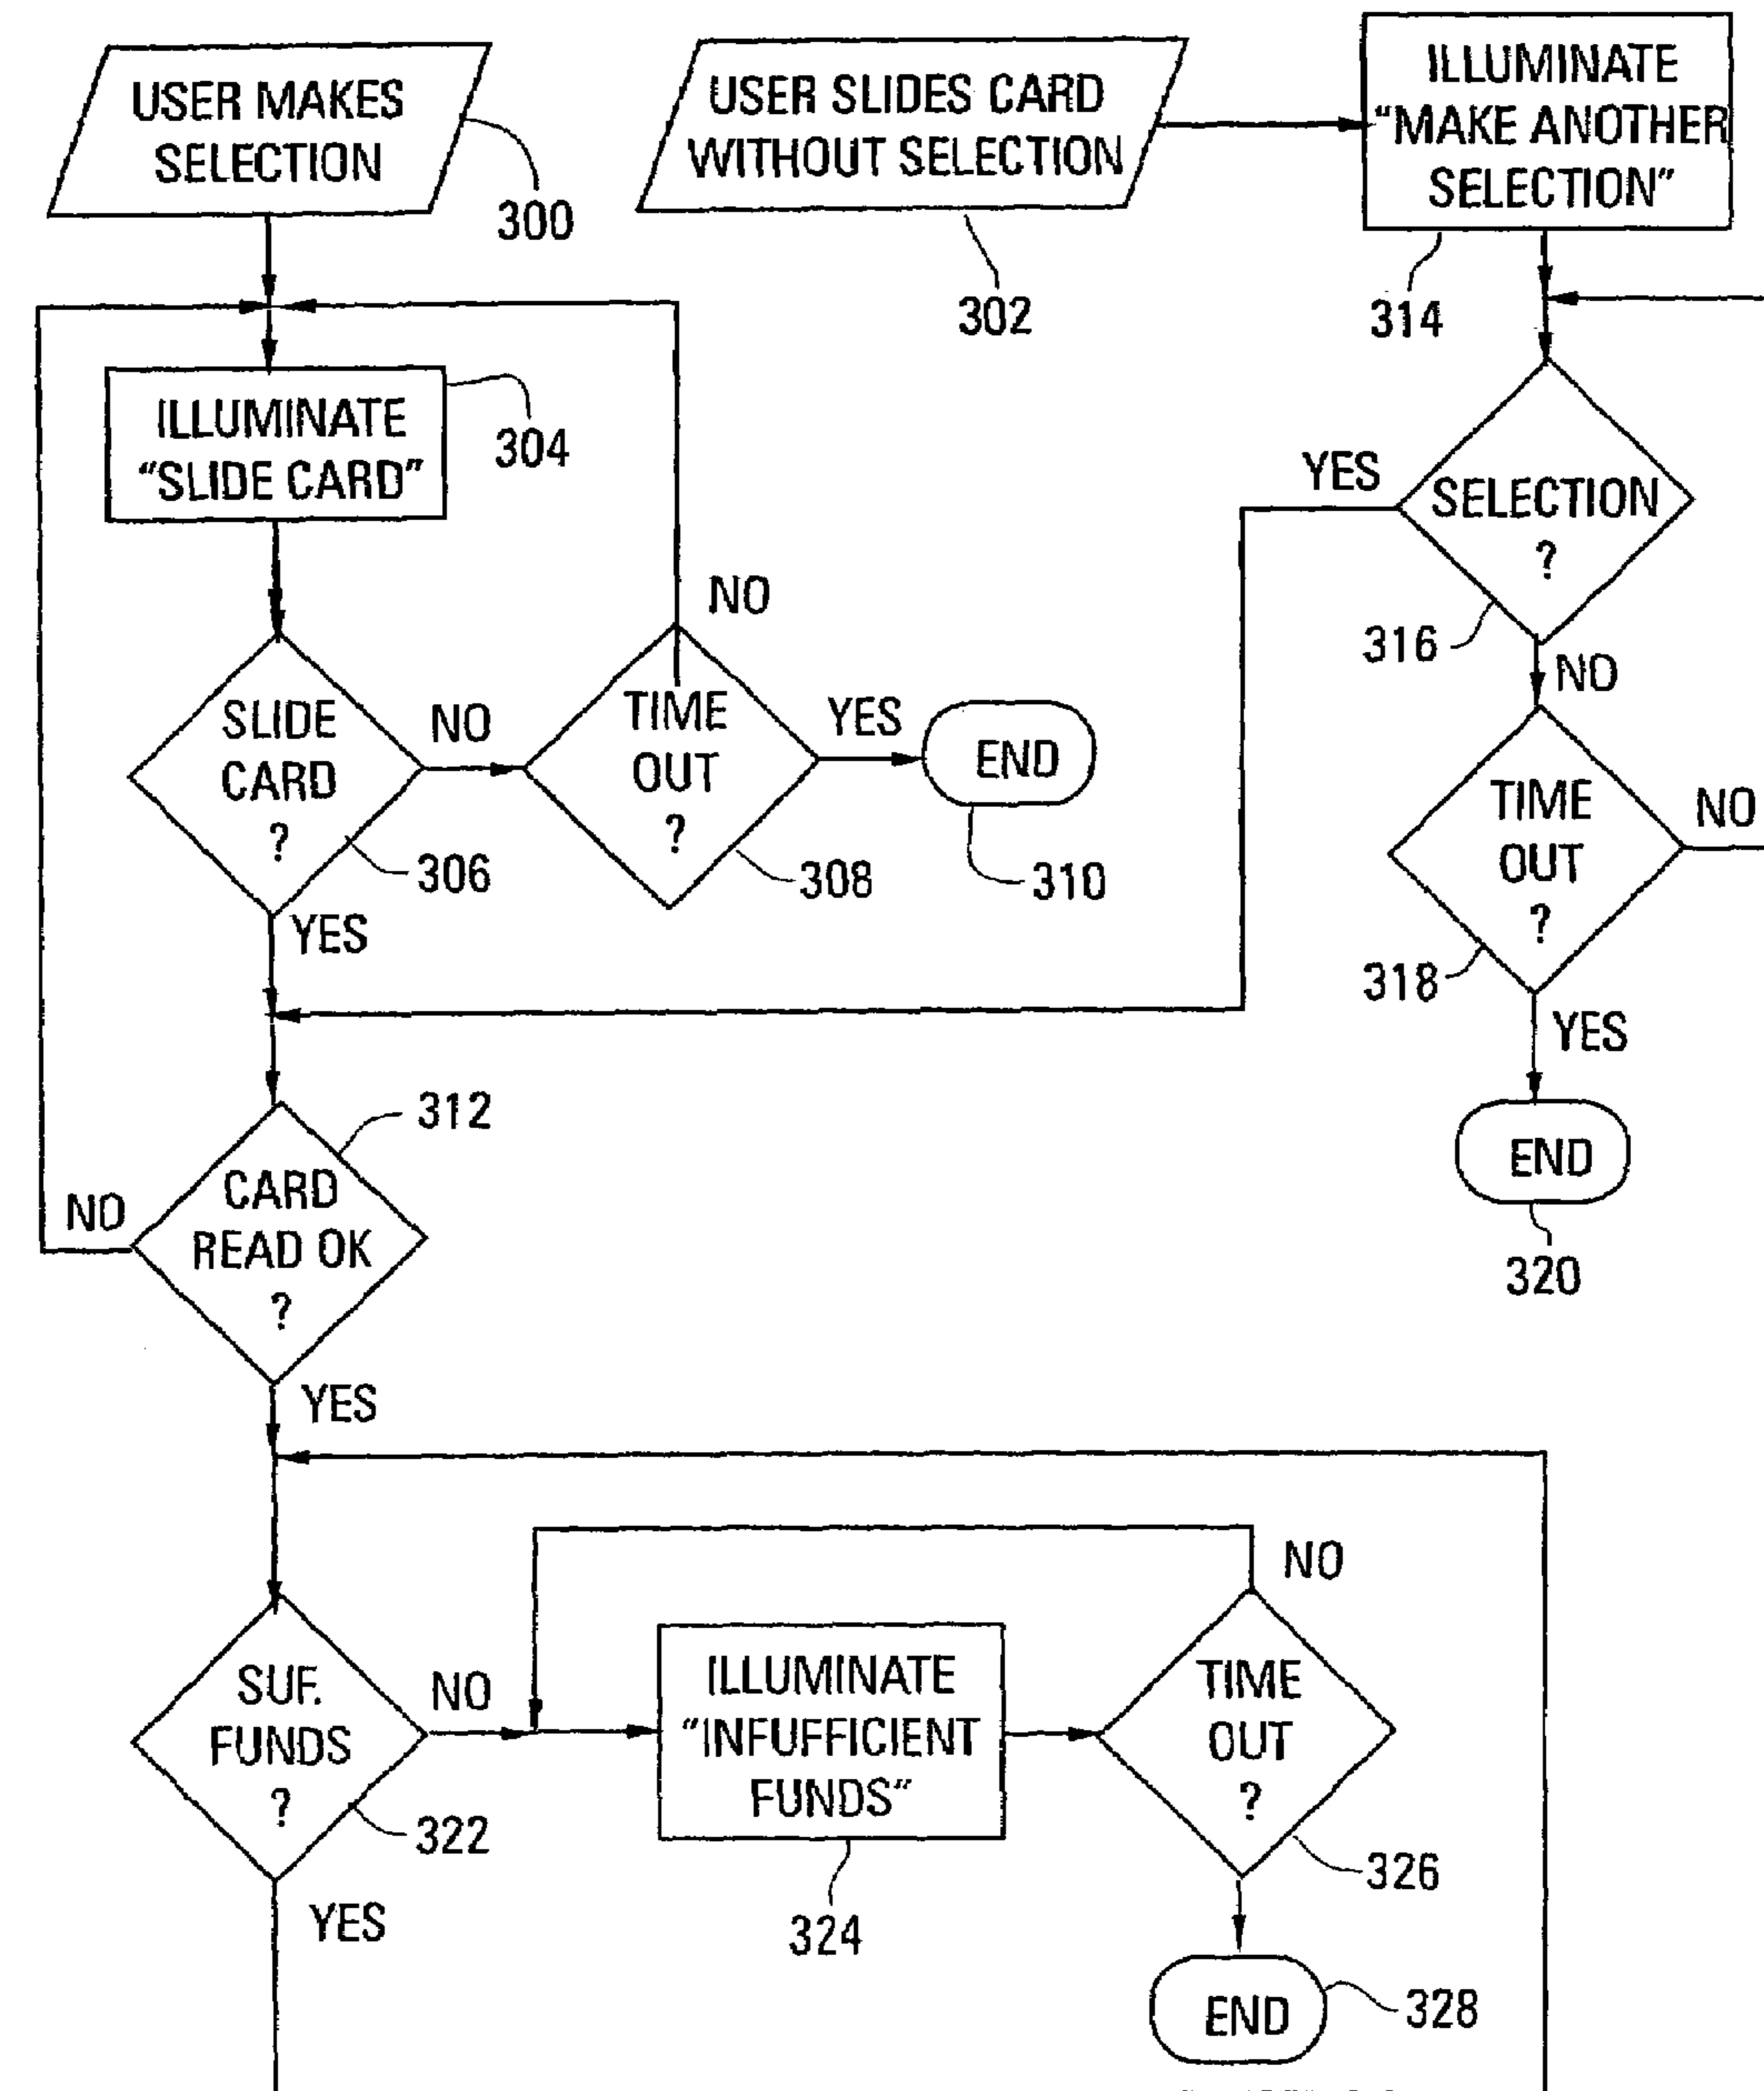 USER MAKES
SELECTION
300
USER SLIDES CARD
WITHOUT SELECTION
302
ILLUMINATE
“MAKE ANOTHER
SELECTION”
314
ILLUMINATE
“SLIDE CARD”
304
SLIDE
CARD
?
306
NO
YES
TIME
OUT
?
308
NO
YES
END
310
SELECTION
?
316
YES
NO
TIME
OUT
?
318
NO
YES
END
320
CARD
READ OK
?
312
NO
YES
SUF.
FUNDS
?
322
NO
YES
ILLUMINATE
“INFUFFICIENT
FUNDS”
324
TIME
OUT
?
326
NO
END
328